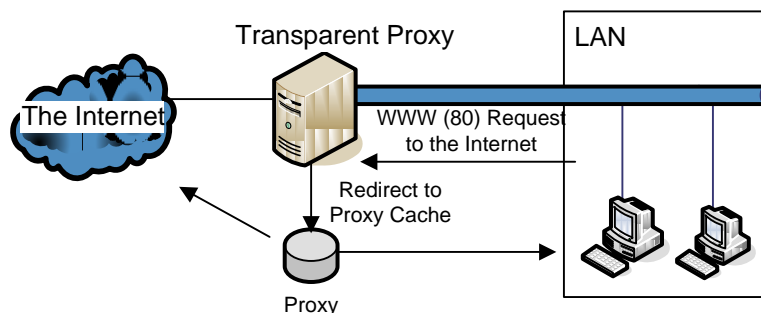 Transparent Proxy
LAN
The Internet
WWW (80) Request
to the Internet
Redirect to
Proxy Cache
Proxy